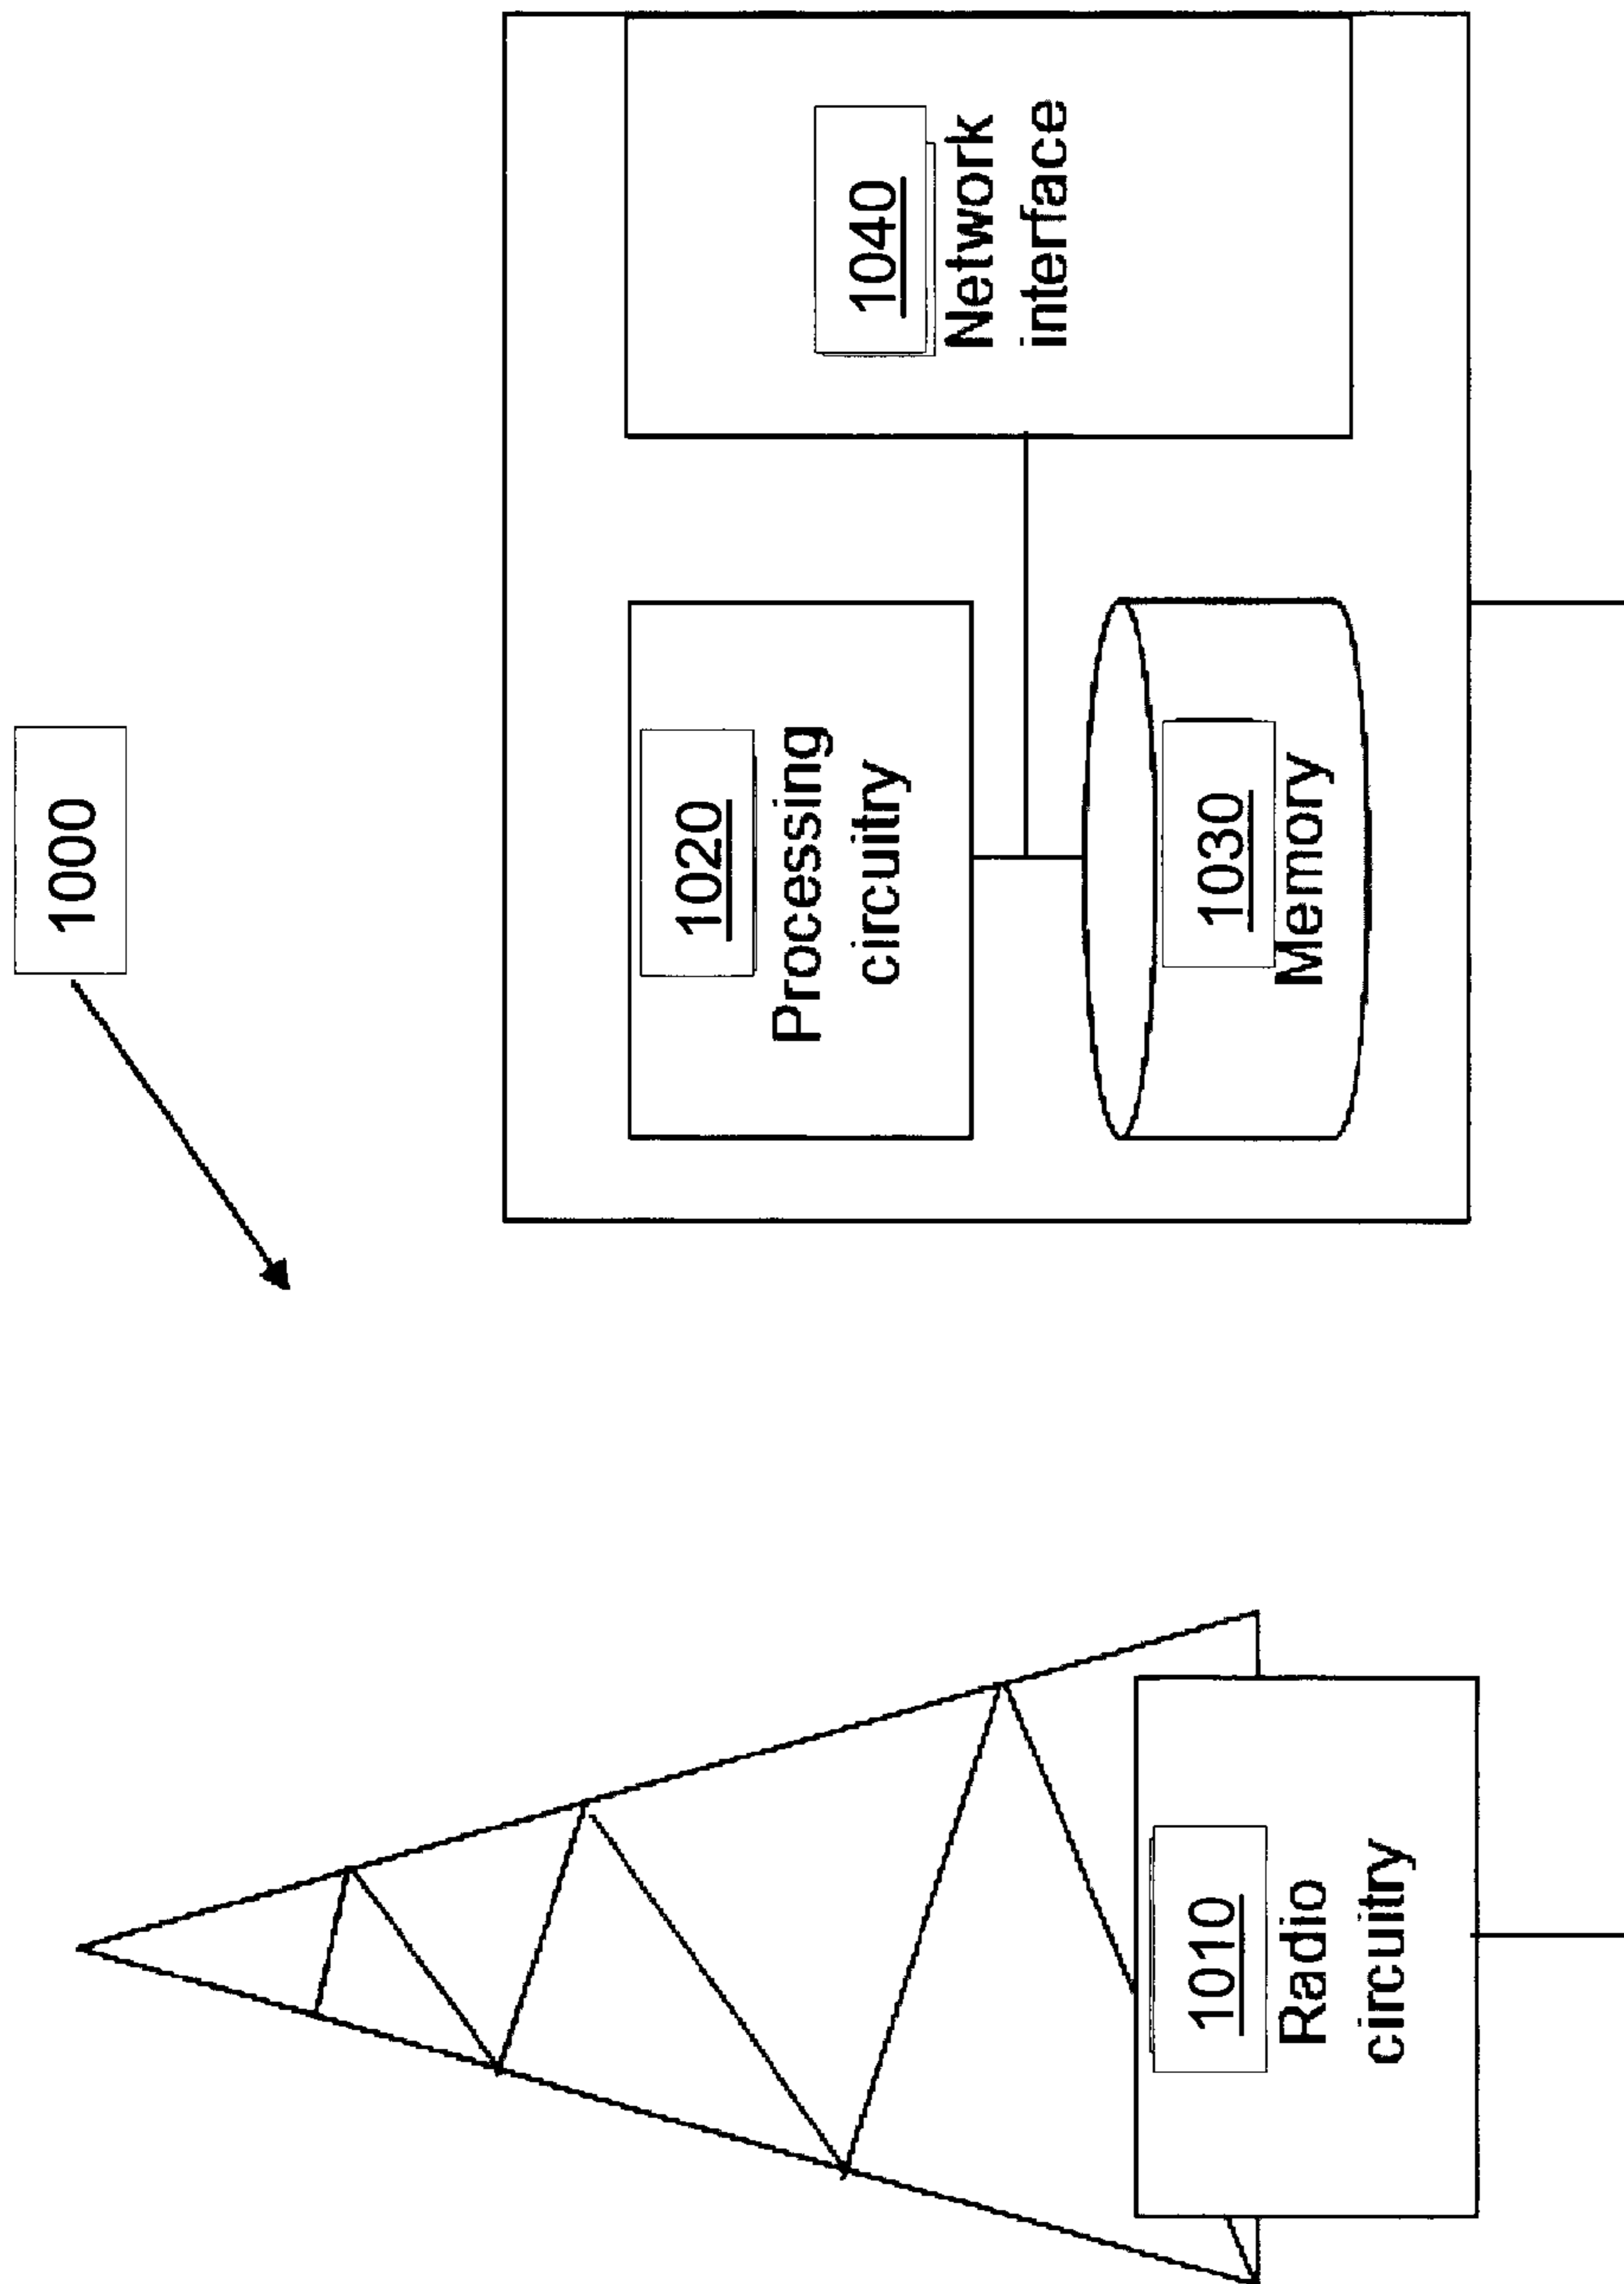 1000
1010
Radio
circuitry
1020
Processing
circuitry
1030
Memory
1040
Network
interface